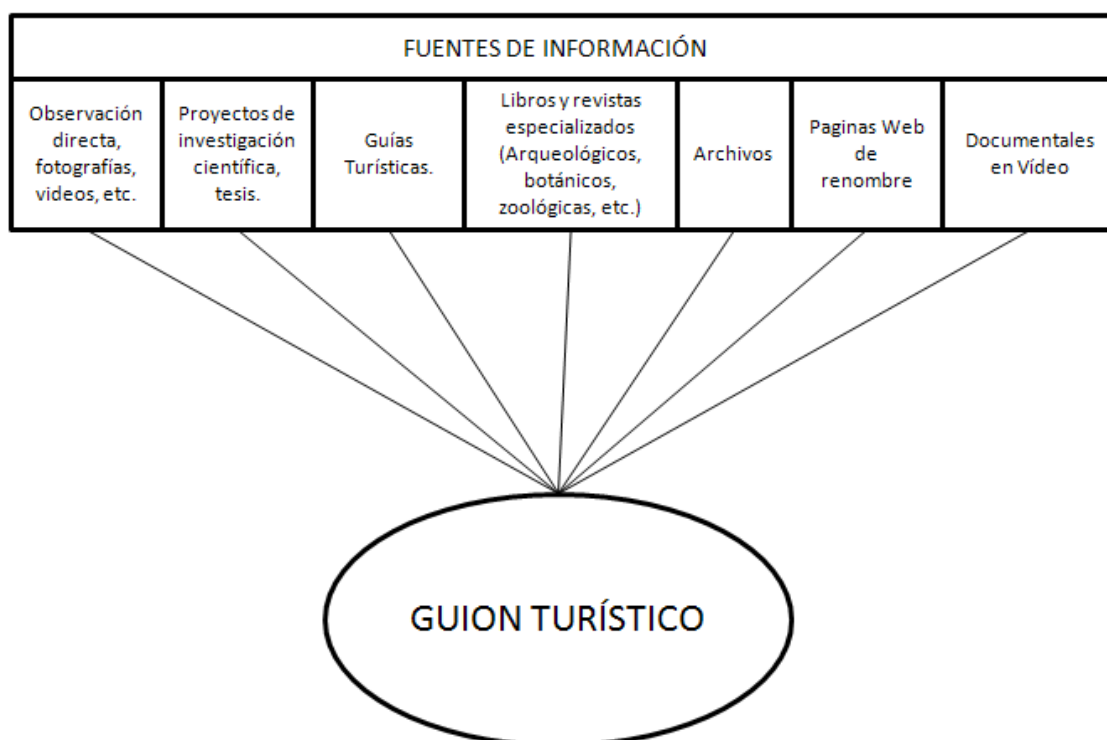 FUENTES DE INFORMACIÓN
Observación
directa,
fotografías,
videos, etc.
Proyectos de
investigación
científica,
tesis.
Guías
Turísticas.
Libros y revistas
especializados
(Arqueológicos,
botánicos,
zoológicas, etc.)
Archivos
Paginas Web
de
renombre
Documentales
en Vídeo
GUION TURÍSTICO